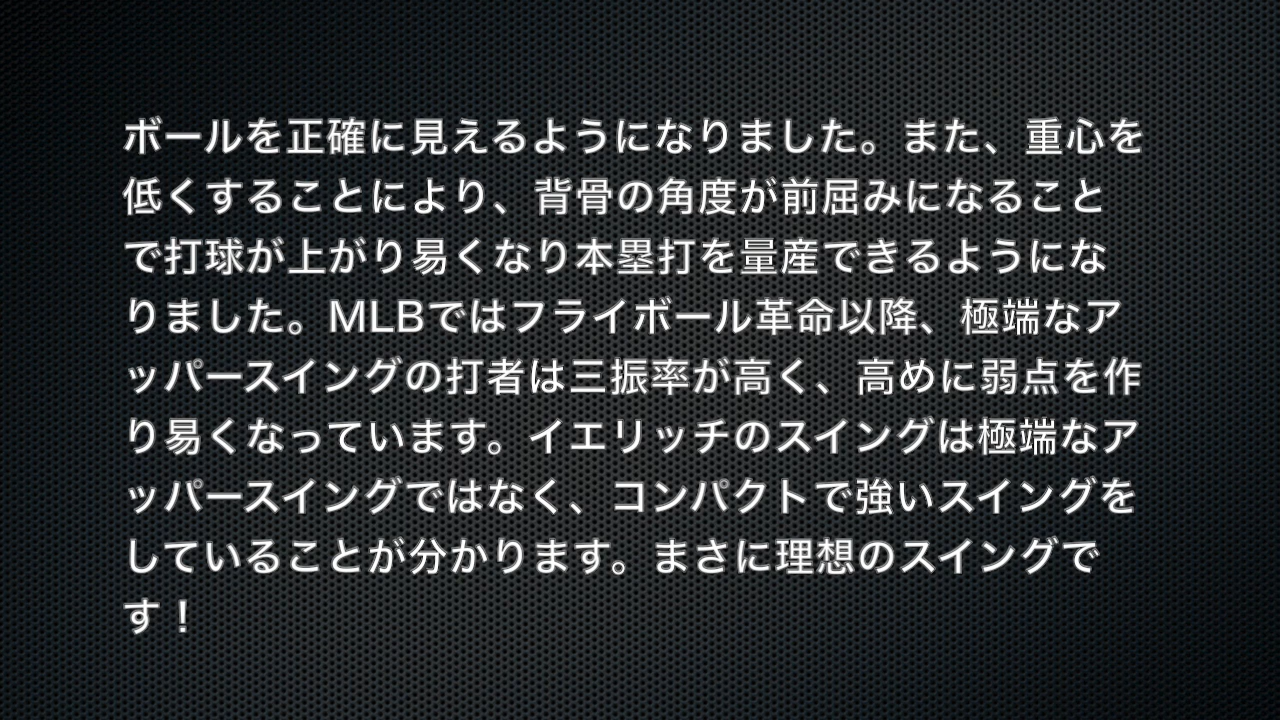 ボールを正確に見えるようになりました。また、重心を
低くすることにより、背骨の角度が前屈みになること
で打球が上がり易くなり本塁打を量産できるようにな
りました。MLBではフライボール革命以降、極端なア
ッパースイングの打者は三振率が高く、高めに弱点を作
り易くなっています。イエリッチのスイングは極端なア
ッパースイングではなく、コンパクトで強いスイングを
していることが分かります。まさに理想のスイングで
す！